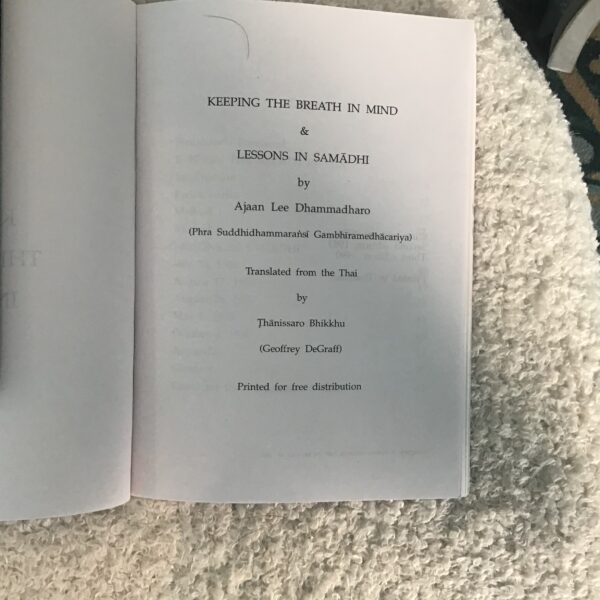 KEEPING THE BREATH IN MIND
&
LESSONS IN SAMĀDHI
by
Ajaan Lee Dhammadharo
(Phra Suddhidhammaraṅsī Gambhīramedhācariya)
Translated from the Thai
by
Ṭhānissaro Bhikkhu
(Geoffrey DeGraff)
Printed for free distribution